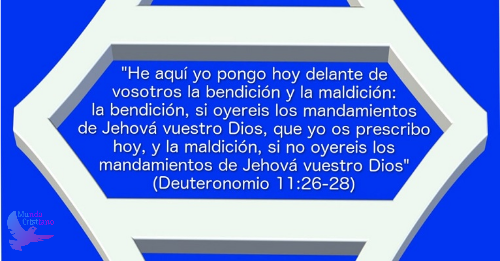 "He aquí yo pongo hoy delante de
vosotros la bendición y la maldición:
la bendición, si oyereis los mandamientos
de Jehová vuestro Dios, que yo os prescribo
hoy, y la maldición, si no oyereis los
mandamientos de Jehová vuestro Dios"
(Deuteronomio 11:26-28)
Mundo
Cristiano